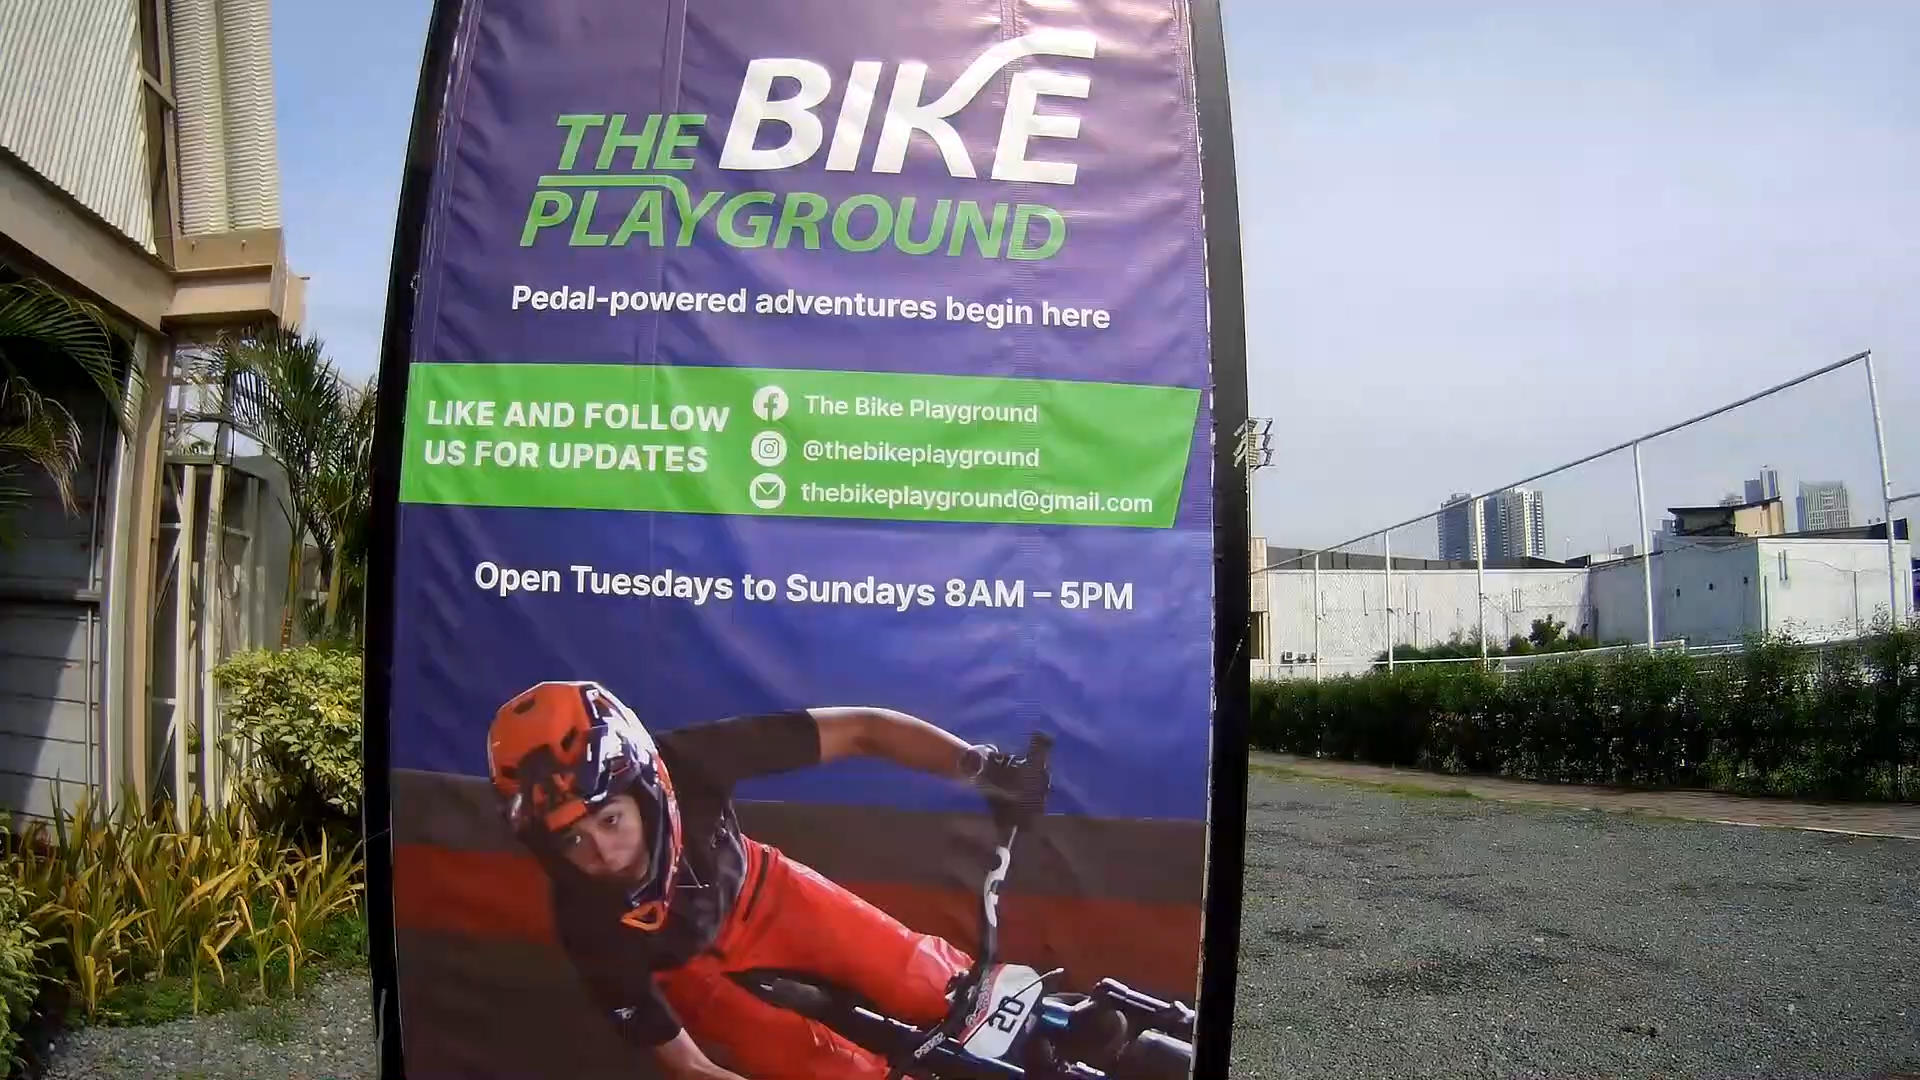 THE BIKE
PLAYGROUND
Pedal-powered adventures begin here
LIKE AND FOLLOW
US FOR UPDATES
The Bike Playground
@thebikeplayground
thebikeplayground@gmail.com
Open Tuesdays to Sundays 8AM – 5PM
20